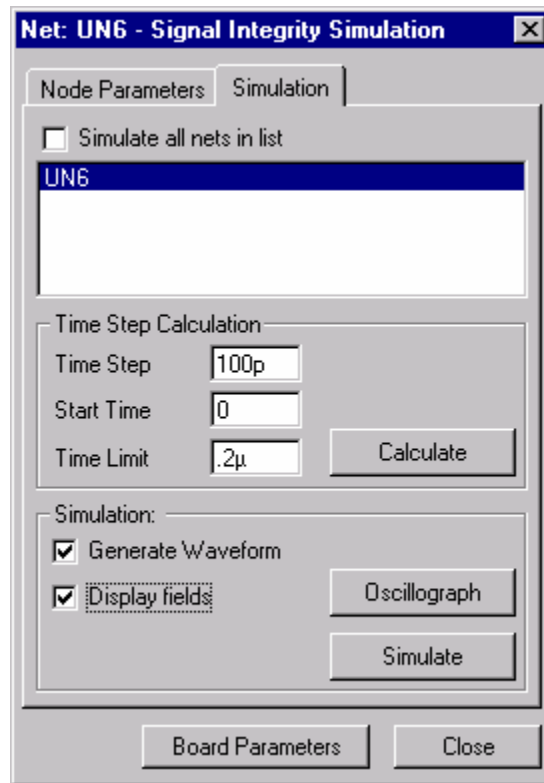 Net: UN6 - Signal Integrity Simulation
Node Parameters Simulation
Simulate all nets in list
UN6
Time Step Calculation
Time Step 100p
Start Time 0
Time Limit .2µ Calculate
Simulation:
Generate Waveform
Display fields Oscillograph
Simulate
Board Parameters Close